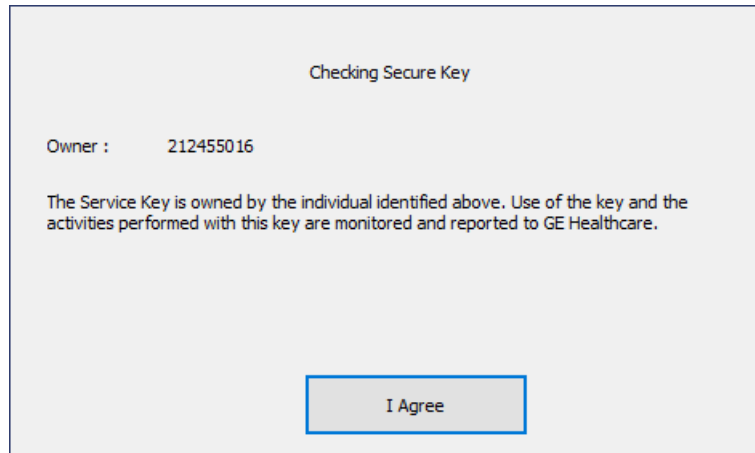 Checking Secure Key
Owner : 212455016
The Service Key is owned by the individual identified above. Use of the key and the
activities performed with this key are monitored and reported to GE Healthcare.
I Agree